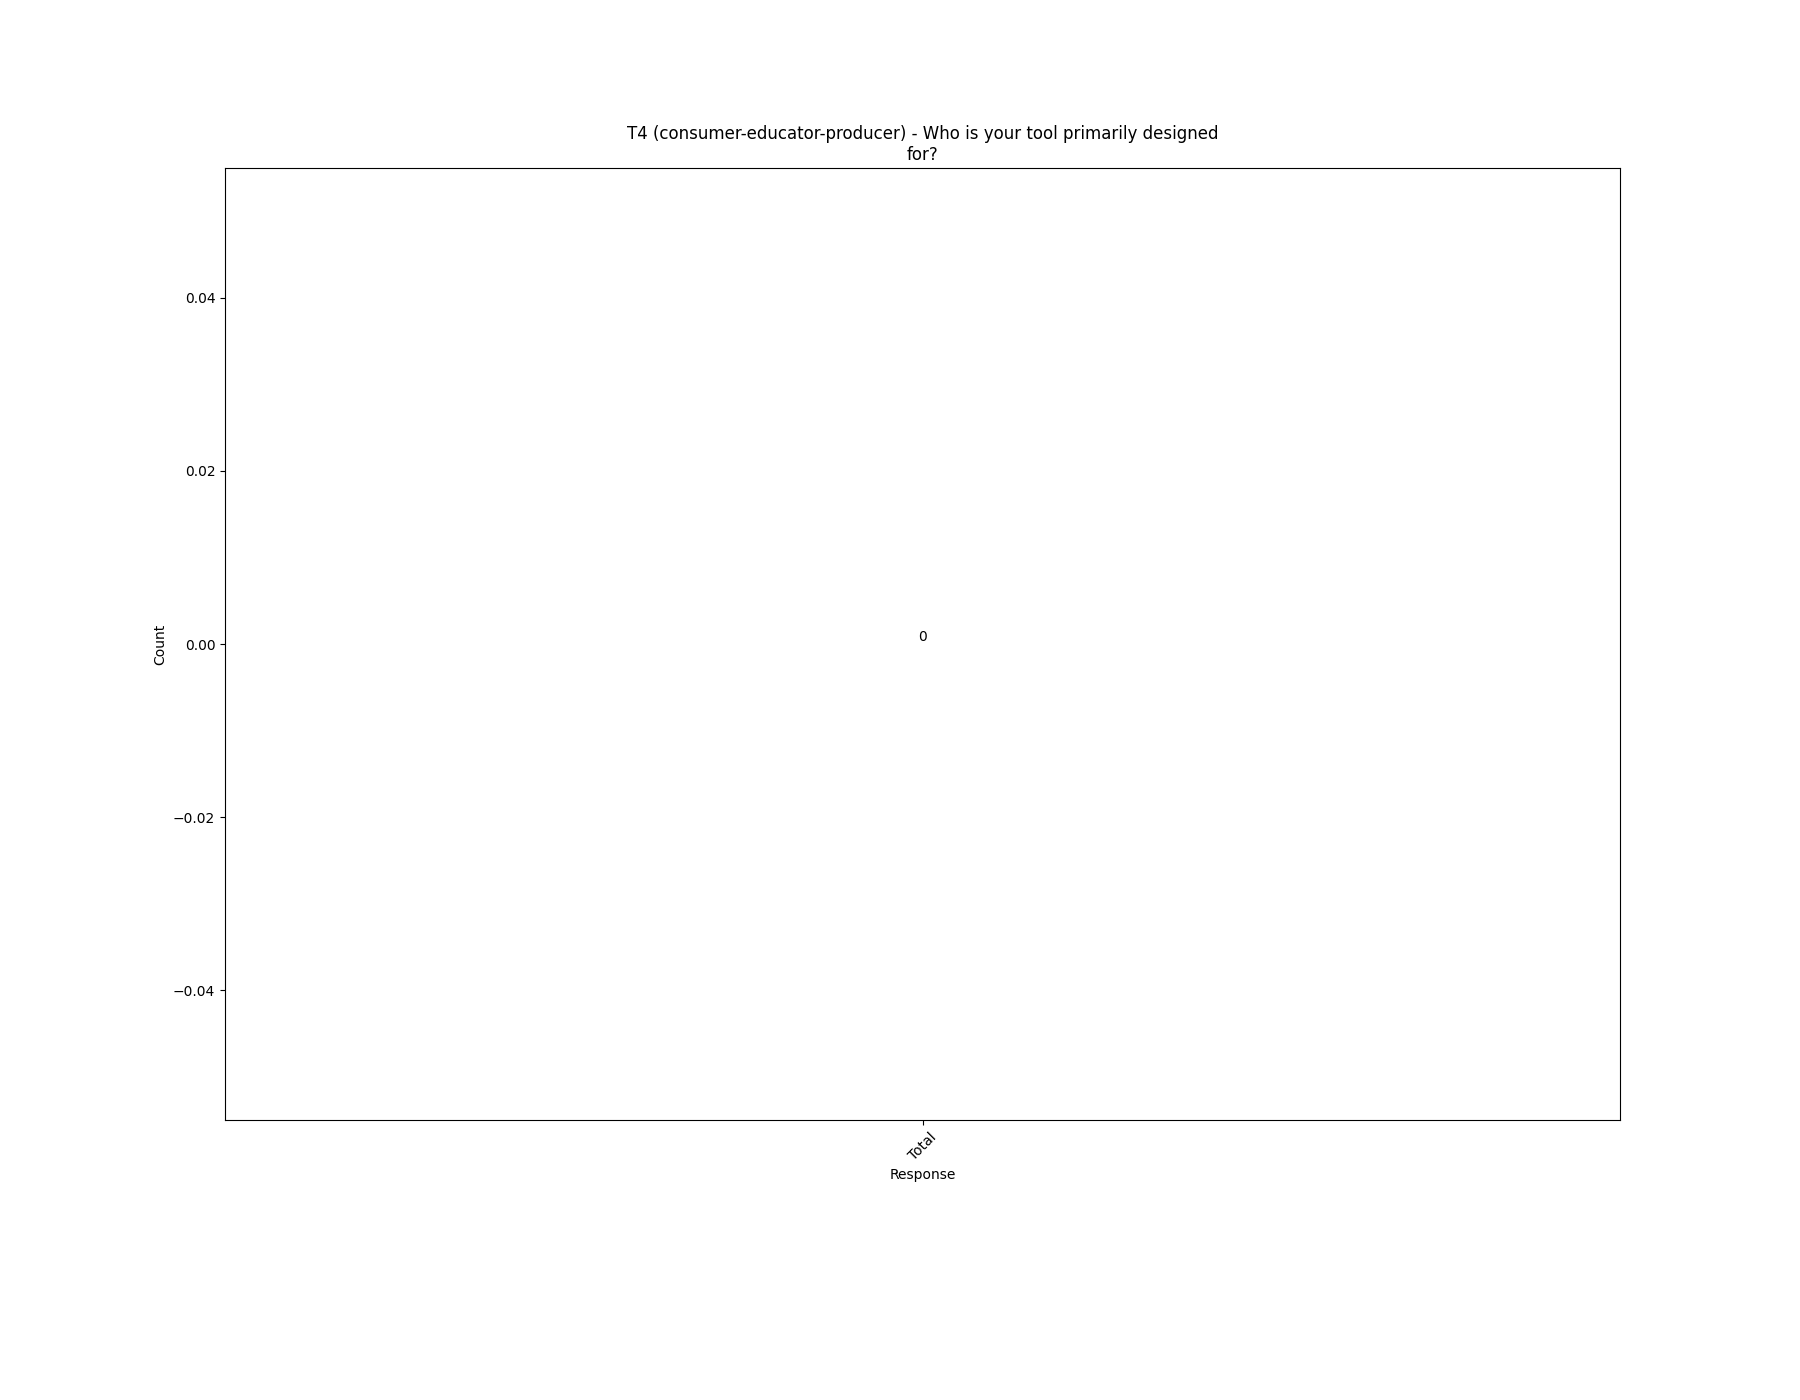 T4 (consumer-educator-producer) - Who is your tool primarily designed
for?
0.04
0.02
0.00
−0.02
−0.04
Count
0
Total
Response